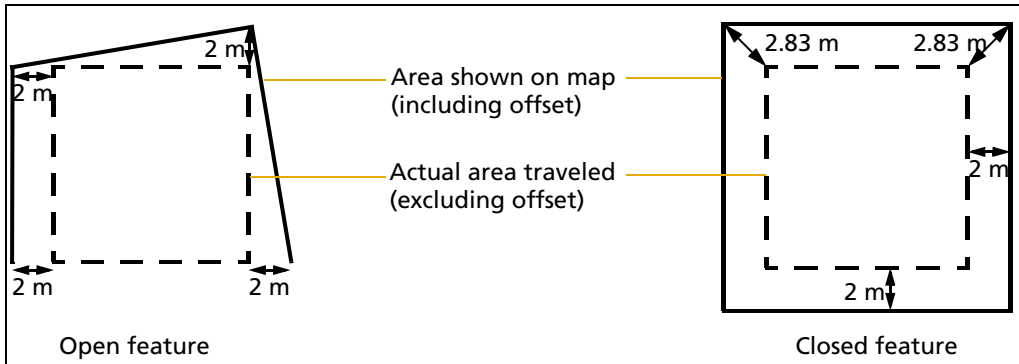 2 m
2 m
2 m
2 m
Open feature
Area shown on map
(including offset)
Actual area traveled
(excluding offset)
2.83 m
2.83 m
2 m
2 m
Closed feature